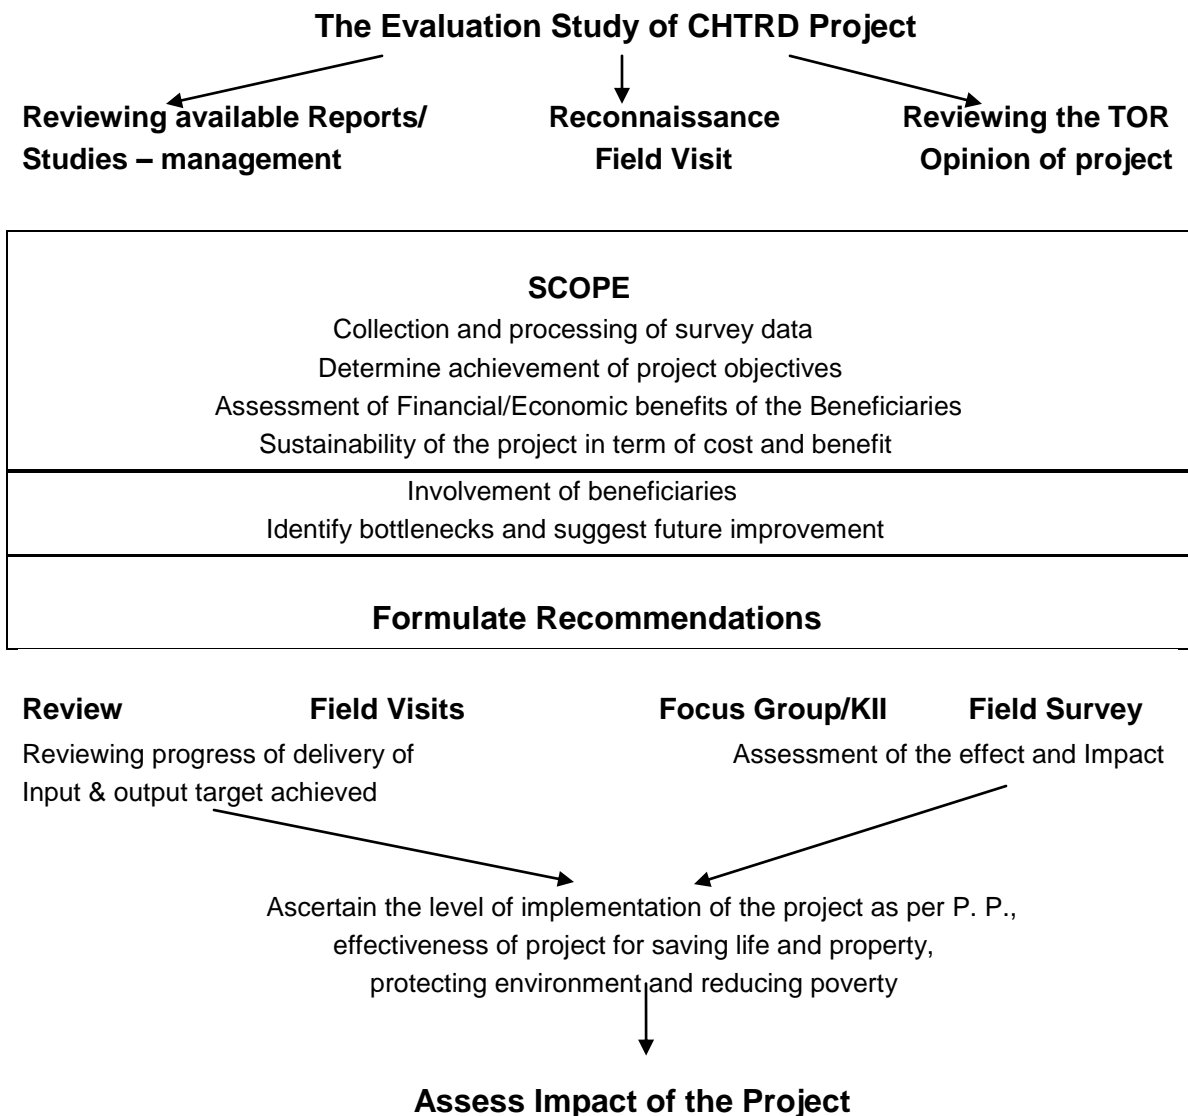 The Evaluation Study of CHTRD Project
Reviewing available Reports/ Reconnaissance Reviewing the TOR
Studies – management Field Visit Opinion of project
SCOPE
Collection and processing of survey data
Determine achievement of project objectives
Assessment of Financial/Economic benefits of the Beneficiaries
Sustainability of the project in term of cost and benefit
Involvement of beneficiaries
Identify bottlenecks and suggest future improvement
Formulate Recommendations
Review Field Visits Focus Group/KII Field Survey
Reviewing progress of delivery of Assessment of the effect and Impact
Input & output target achieved
Ascertain the level of implementation of the project as per P. P.,
effectiveness of project for saving life and property,
protecting environment and reducing poverty
Assess Impact of the Project